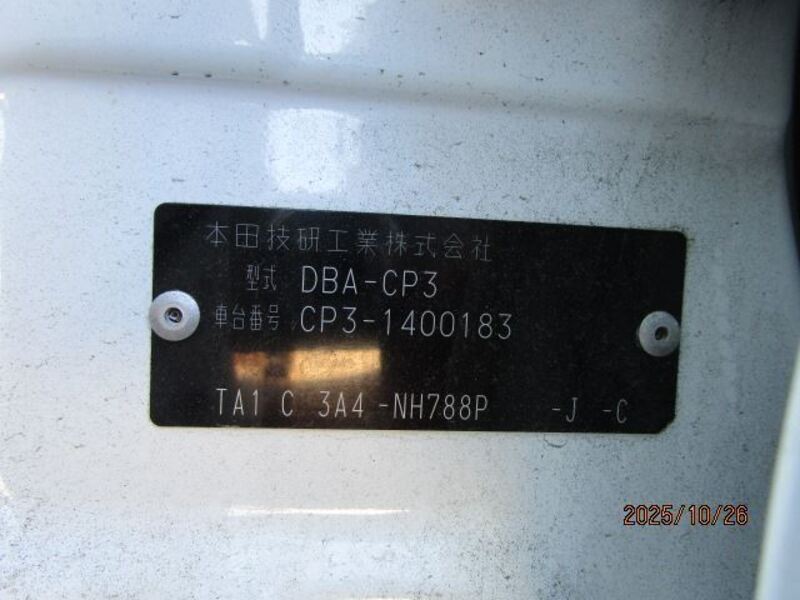 本田技研工業株式会社
型式 DBA-CP3
車台番号 CP3-1400183
TA1 C 3A4 -NH788P -J -C
2025/10/26